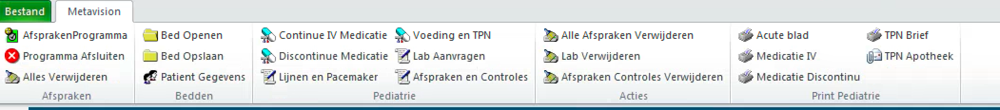 Bestand
Metavision
AfsprakenProgramma
Programma Afsluiten
Alles Verwijderen
Afspraken
Bed Openen
Bed Opslaan
Patient Gegevens
Bedden
Continue IV Medicatie
Discontinue Medicatie
Lijnen en Pacemaker
Voeding en TPN
Lab Aanvragen
Afspraken en Controles
Pediatrie
Alle Afspraken Verwijderen
Lab Verwijderen
Afspraken Controles Verwijderen
Acties
Acute blad
Medicatie IV
Medicatie Discontinu
TPN Brief
TPN Apotheek
Print Pediatrie